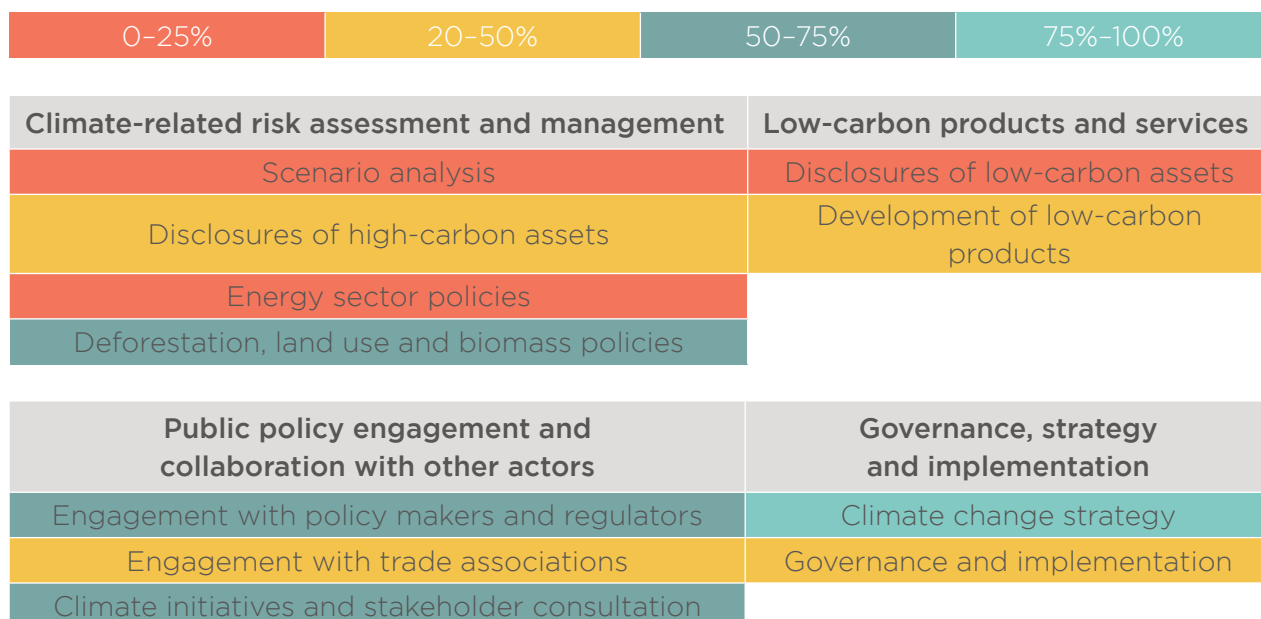 0–25% 20–50% 50–75% 75%–100%
Climate-related risk assessment and management Low-carbon products and services
Scenario analysis Disclosures of low-carbon assets
Disclosures of high-carbon assets Development of low-carbon
products
Energy sector policies
Deforestation, land use and biomass policies
Public policy engagement and Governance, strategy
collaboration with other actors and implementation
Engagement with policy makers and regulators Climate change strategy
Engagement with trade associations Governance and implementation
Climate initiatives and stakeholder consultation